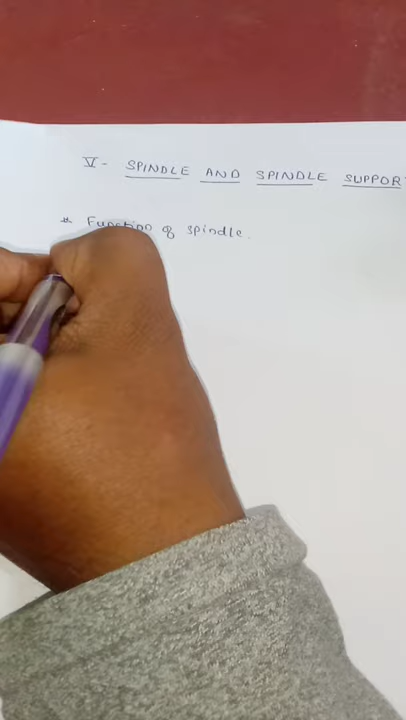 V- SPINDLE AND SPINDLE SUPPOR
* Function of spindle.